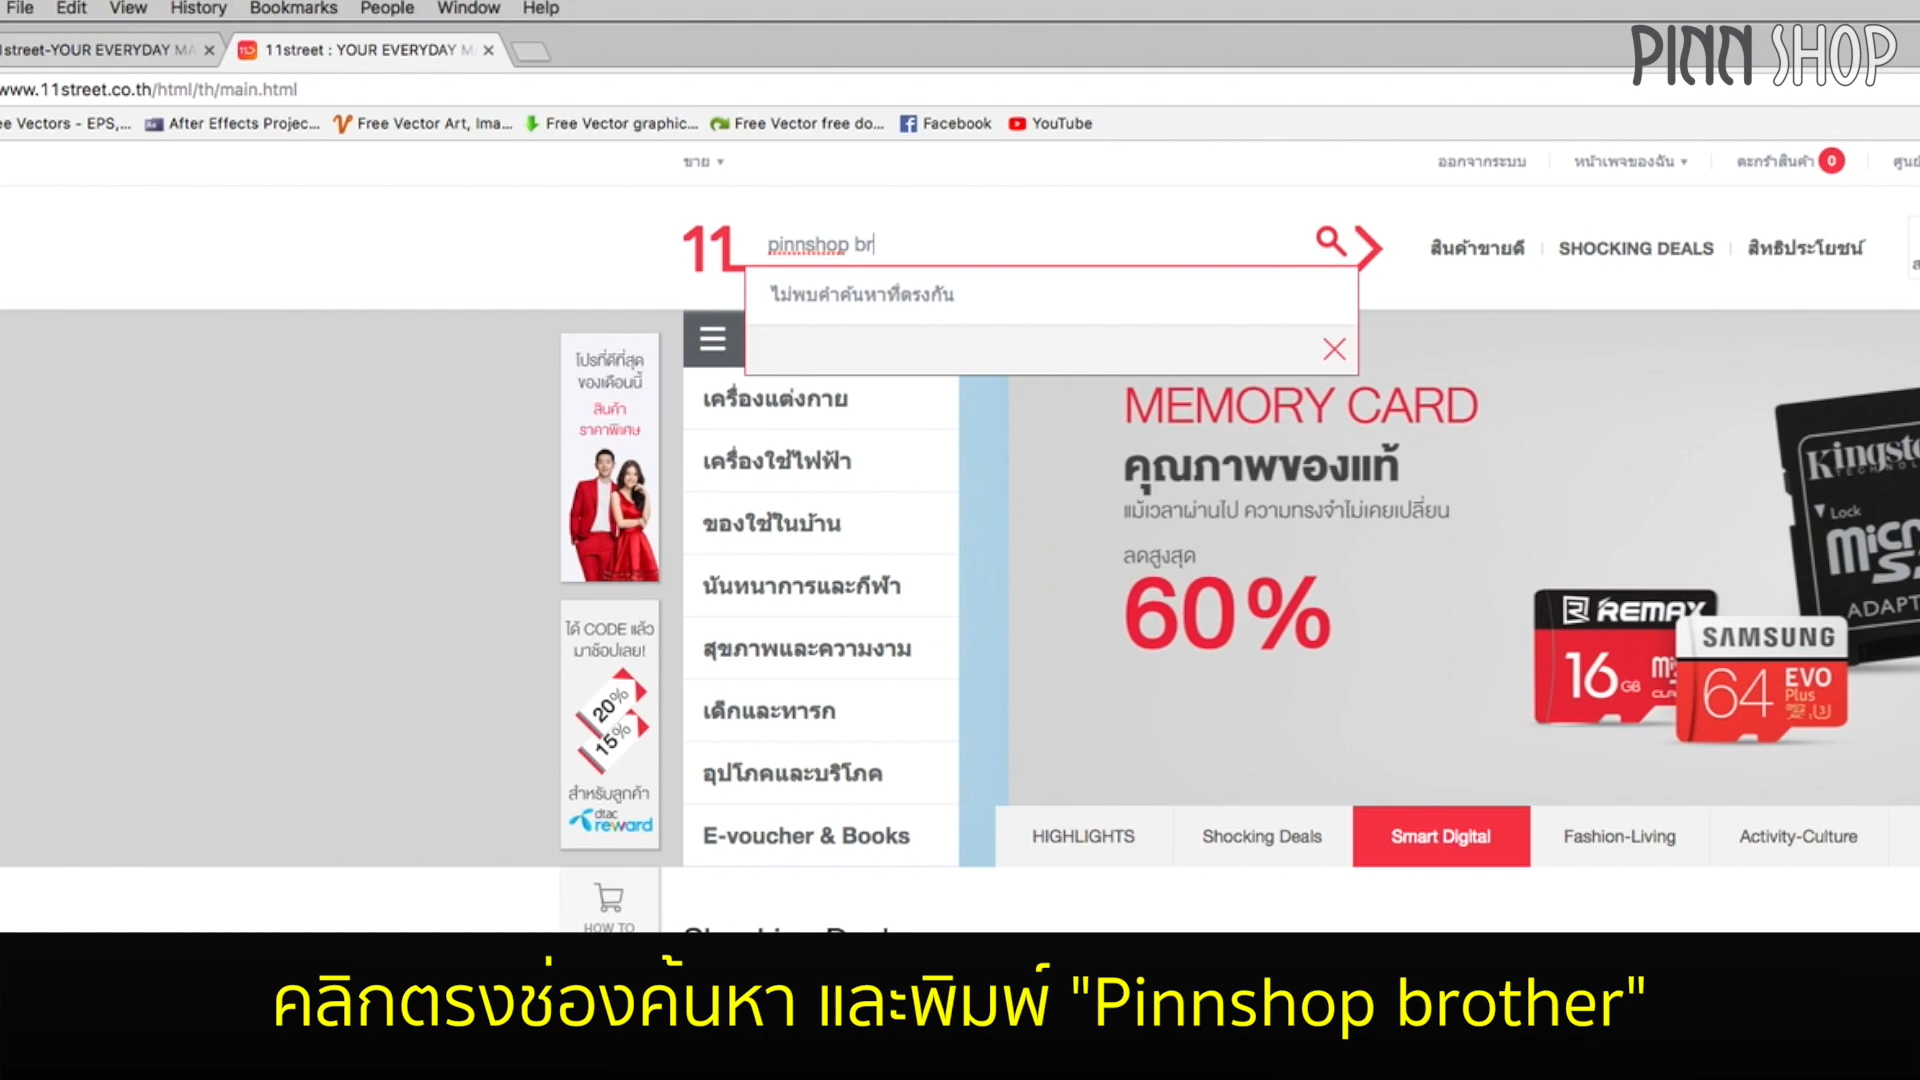 File Edit View History Bookmarks People Window Help
street-YOUR EVERYDAY MA
11street : YOUR EVERYDAY M
PINN SHOP
www.11street.co.th/html/th/main.html
ee Vectors - EPS,... After Effects Projec... Free Vector Art, Ima... Free Vector graphic... Free Vector free do... Facebook YouTube
ขาย ออกจากระบบ หน้าเพจของฉัน ตะกร้าสินค้า 0
11 pinnshop br
สินค้าขายดี SHOCKING DEALS สิทธิประโยชน์
ไม่พบคำค้นหาที่ตรงกัน
โปรที่ดีที่สุด
ของเดือนนี้
สินค้า
ราคาพิเศษ
ได้ CODE แล้ว
มาช้อปเลย!
20%
15%
สำหรับลูกค้า
dtac
reward
HOW TO
เครื่องแต่งกาย
เครื่องใช้ไฟฟ้า
ของใช้ในบ้าน
นันทนาการและกีฬา
สุขภาพและความงาม
เด็กและทารก
อุปโภคและบริโภค
E-voucher & Books
MEMORY CARD
คุณภาพของแท้
แม้เวลาผ่านไป ความทรงจำไม่เคยเปลี่ยน
ลดสูงสุด
60%
Kingsto
Lock
micr
ADAPT
REMAX
16 GB
SAMSUNG
64 EVO
Plus
HIGHLIGHTS Shocking Deals Smart Digital Fashion-Living Activity-Culture
คลิกตรงช่องค้นหา และพิมพ์ "Pinnshop brother"